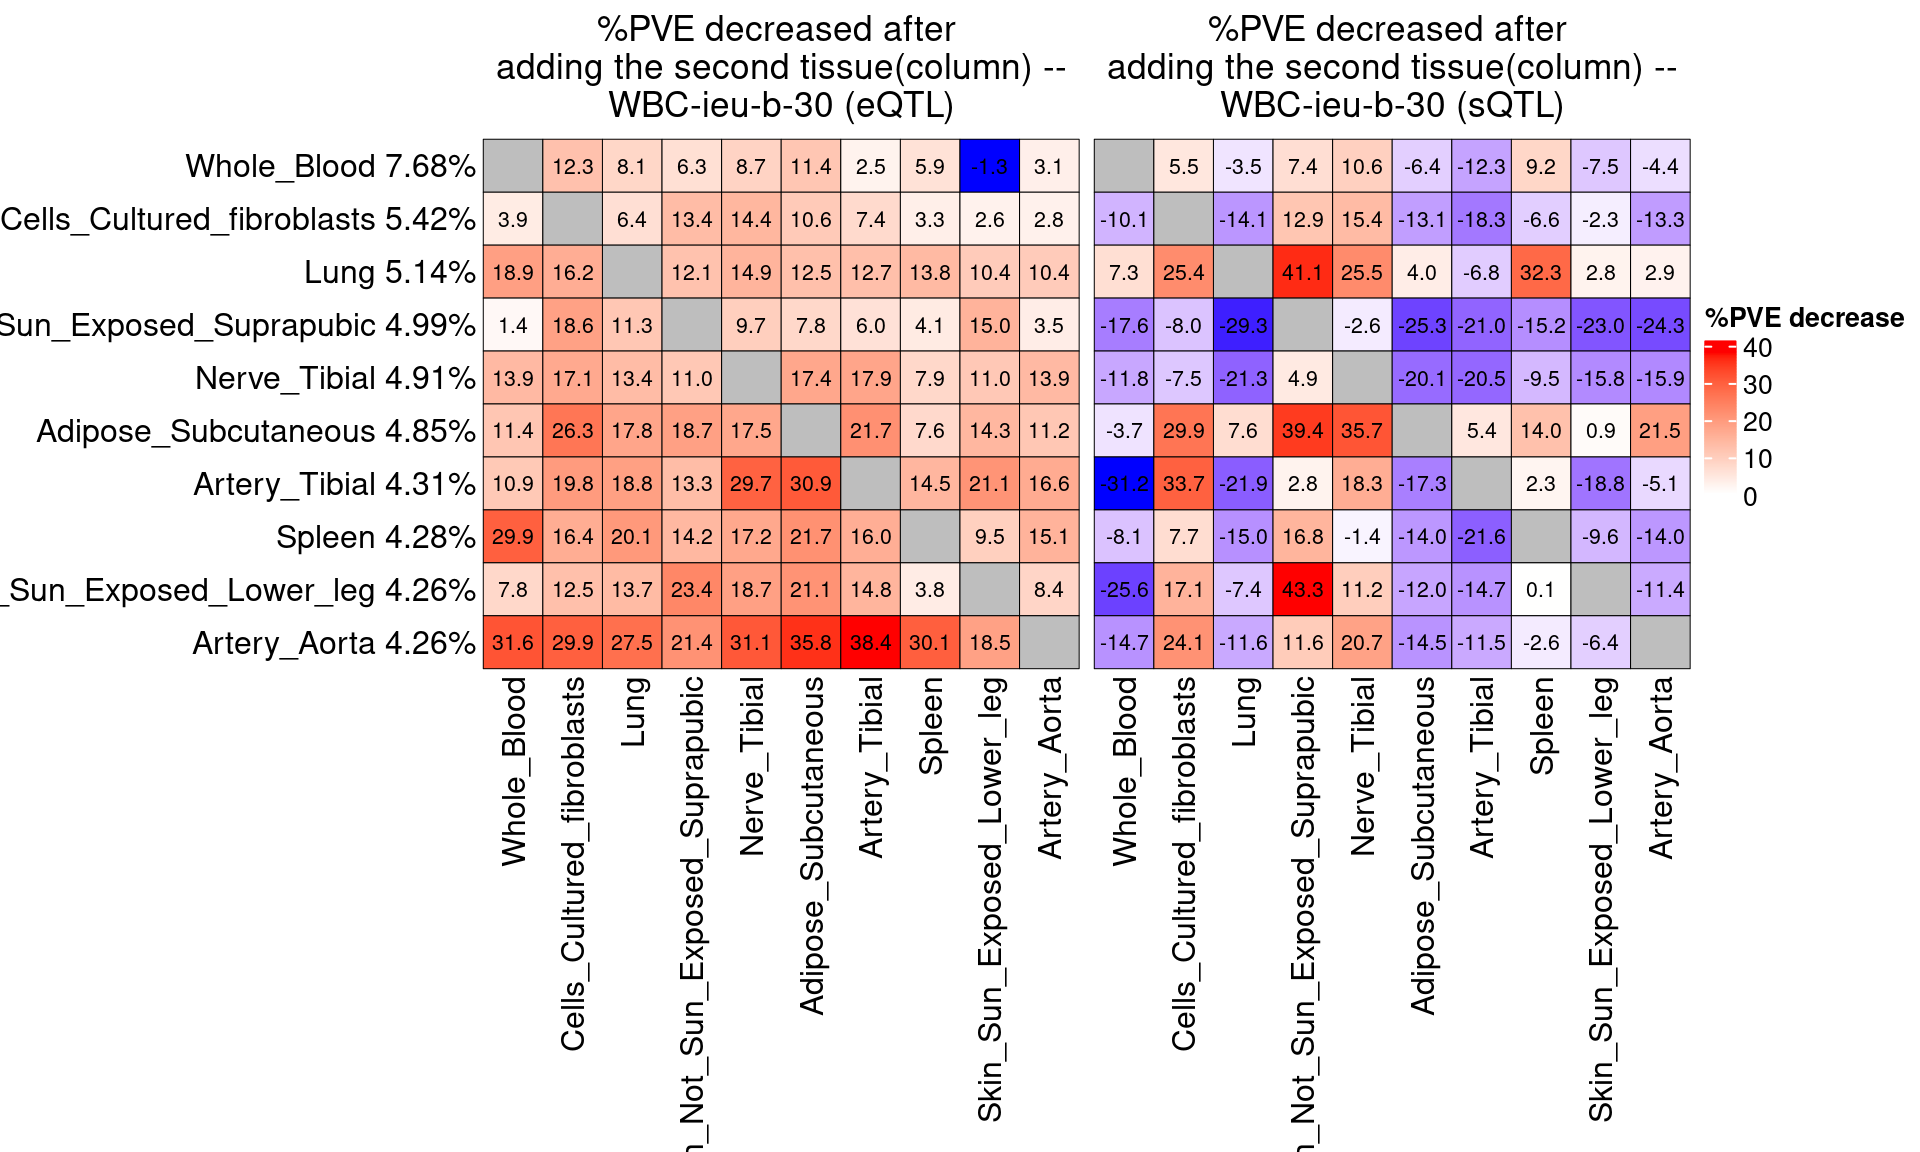 %PVE decreased after
adding the second tissue(column) --
WBC-ieu-b-30 (eQTL)
%PVE decreased after
adding the second tissue(column) --
WBC-ieu-b-30 (sQTL)
Whole_Blood 7.68% 12.3 8.1 6.3 8.7 11.4 2.5 5.9 -1.3 3.1 5.5 -3.5 7.4 10.6 -6.4 -12.3 9.2 -7.5 -4.4
Cells_Cultured_fibroblasts 5.42% 3.9 6.4 13.4 14.4 10.6 7.4 3.3 2.6 2.8 -10.1 -14.1 12.9 15.4 -13.1 -18.3 -6.6 -2.3 -13.3
Lung 5.14% 18.9 16.2 12.1 14.9 12.5 12.7 13.8 10.4 10.4 7.3 25.4 41.1 25.5 4.0 -6.8 32.3 2.8 2.9
Sun_Exposed_Suprapubic 4.99% 1.4 18.6 11.3 9.7 7.8 6.0 4.1 15.0 3.5 -17.6 -8.0 -29.3 -2.6 -25.3 -21.0 -15.2 -23.0 -24.3
Nerve_Tibial 4.91% 13.9 17.1 13.4 11.0 17.4 17.9 7.9 11.0 13.9 -11.8 -7.5 -21.3 4.9 -20.1 -20.5 -9.5 -15.8 -15.9
Adipose_Subcutaneous 4.85% 11.4 26.3 17.8 18.7 17.5 21.7 7.6 14.3 11.2 -3.7 29.9 7.6 39.4 35.7 5.4 14.0 0.9 21.5
Artery_Tibial 4.31% 10.9 19.8 18.8 13.3 29.7 30.9 14.5 21.1 16.6 -31.2 33.7 -21.9 2.8 18.3 -17.3 2.3 -18.8 -5.1
Spleen 4.28% 29.9 16.4 20.1 14.2 17.2 21.7 16.0 9.5 15.1 -8.1 7.7 -15.0 16.8 -1.4 -14.0 -21.6 -9.6 -14.0
_Sun_Exposed_Lower_leg 4.26% 7.8 12.5 13.7 23.4 18.7 21.1 14.8 3.8 8.4 -25.6 17.1 -7.4 43.3 11.2 -12.0 -14.7 0.1 -11.4
Artery_Aorta 4.26% 31.6 29.9 27.5 21.4 31.1 35.8 38.4 30.1 18.5 -14.7 24.1 -11.6 11.6 20.7 -14.5 -11.5 -2.6 -6.4
Whole_Blood
Cells_Cultured_fibroblasts
Lung
n_Not_Sun_Exposed_Suprapubic
Nerve_Tibial
Adipose_Subcutaneous
Artery_Tibial
Spleen
Skin_Sun_Exposed_Lower_leg
Artery_Aorta
Whole_Blood
Cells_Cultured_fibroblasts
Lung
n_Not_Sun_Exposed_Suprapubic
Nerve_Tibial
Adipose_Subcutaneous
Artery_Tibial
Spleen
Skin_Sun_Exposed_Lower_leg
Artery_Aorta
%PVE decrease
40
30
20
10
0